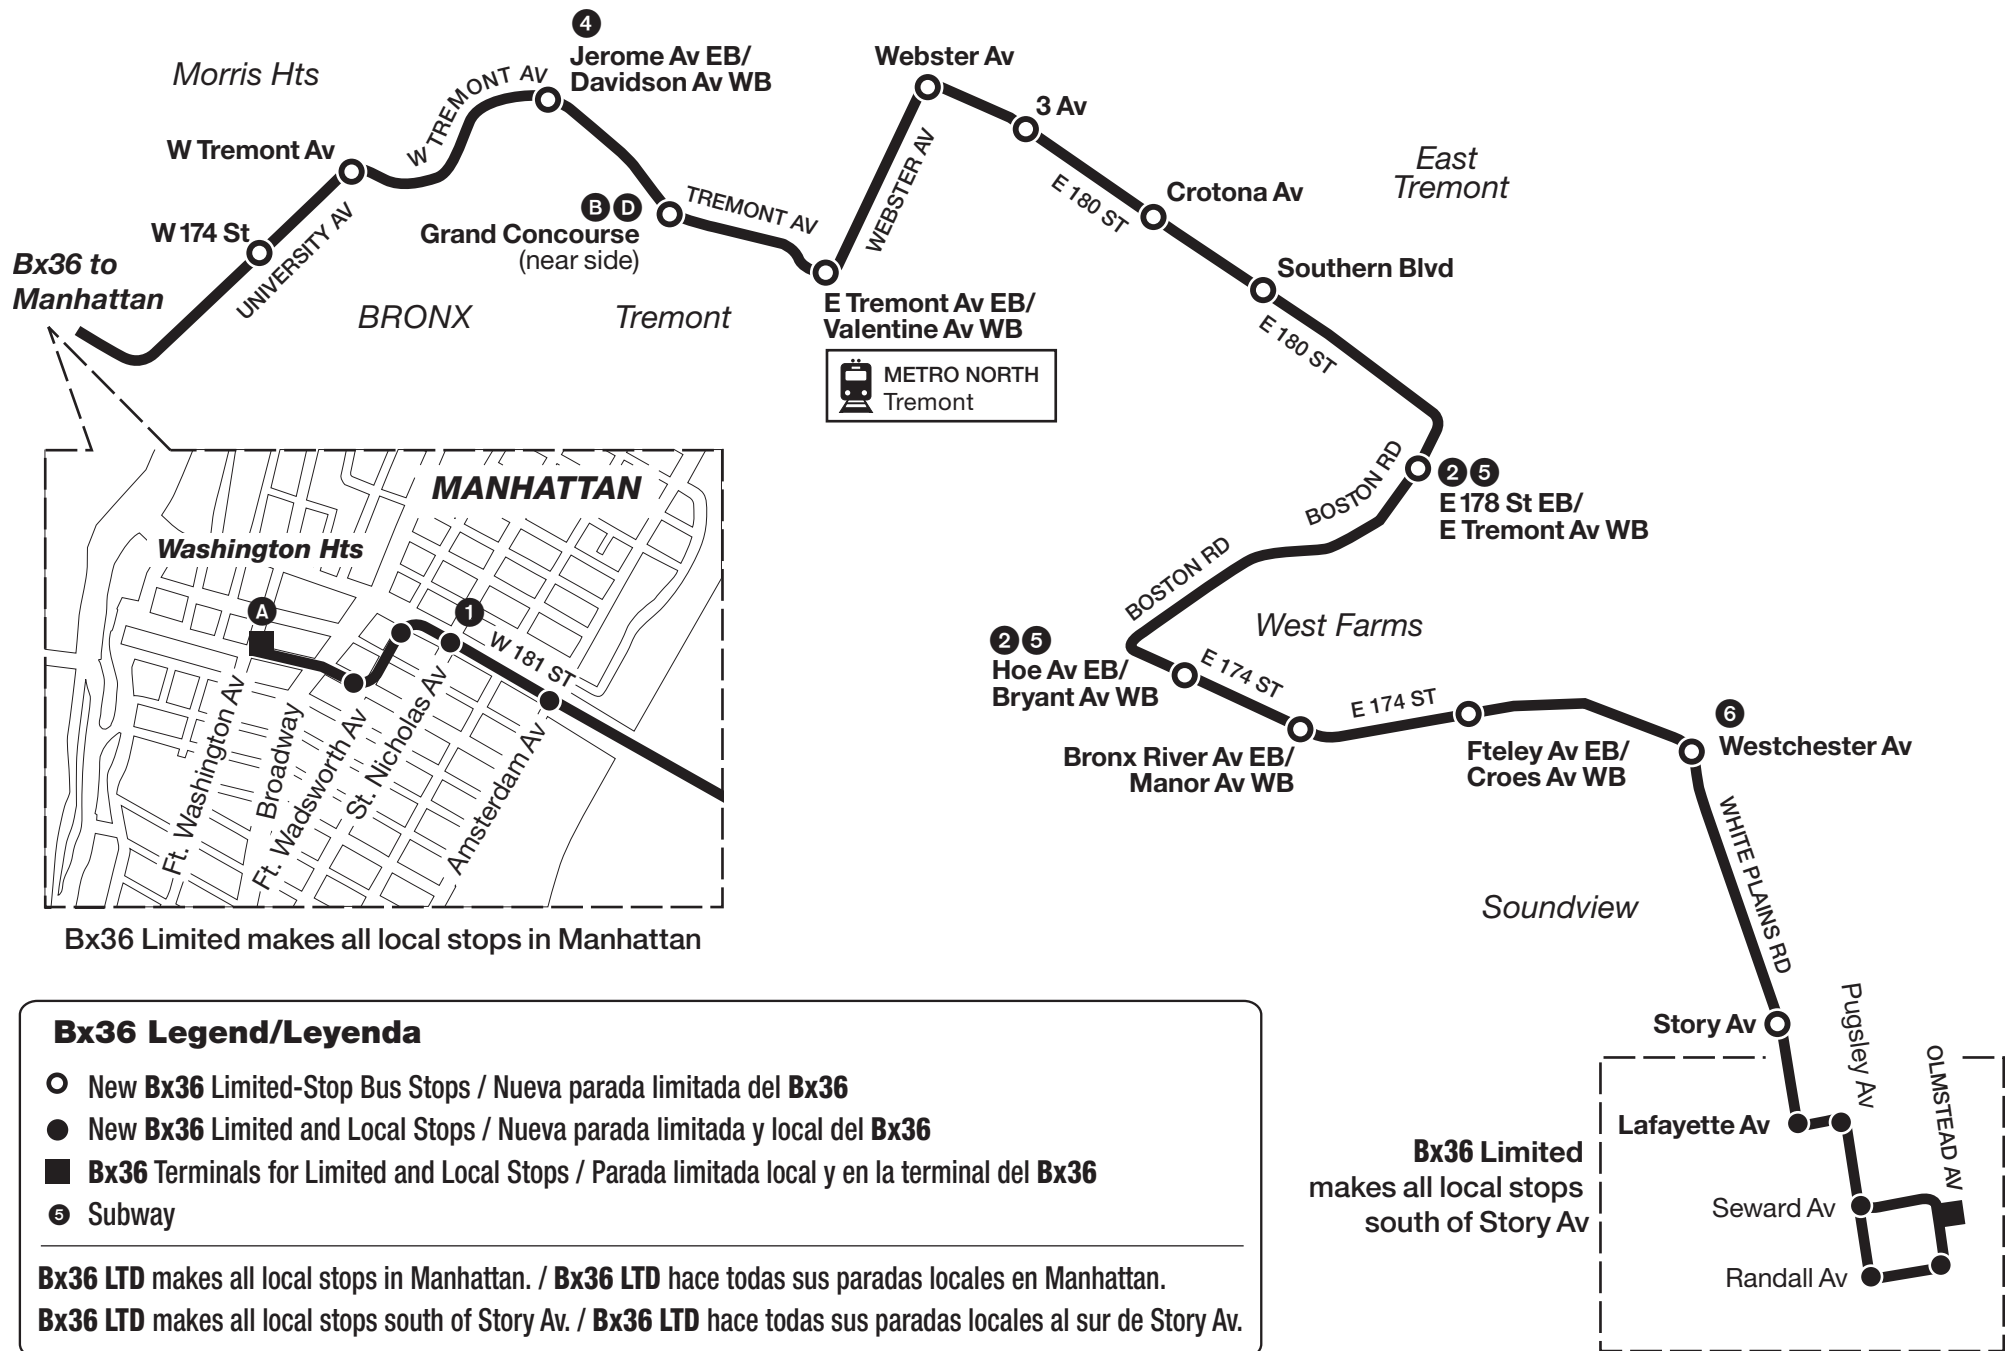 4
Jerome Av EB/
Davidson Av WB
Webster Av
Morris Hts
W TREMONT AV
3 Av
W Tremont Av
East
Tremont
WEBSTER AV
E 180 ST
Crotona Av
B D
Grand Concourse
(near side)
TREMONT AV
W 174 St
UNIVERSITY AV
Bx36 to
Manhattan
Southern Blvd
BRONX
Tremont
E Tremont Av EB/
Valentine Av WB
E 180 ST
METRO NORTH
Tremont
BOSTON RD
2 5
E 178 St EB/
E Tremont Av WB
MANHATTAN
Washington Hts
A
1
W 181 ST
Ft. Washington Av
Broadway
Ft. Wadsworth Av
St. Nicholas Av
Amsterdam Av
Bx36 Limited makes all local stops in Manhattan
BOSTON RD
West Farms
2 5
Hoe Av EB/
Bryant Av WB
E 174 ST
E 174 ST
Bronx River Av EB/
Manor Av WB
Fteley Av EB/
Croes Av WB
6
Westchester Av
WHITE PLAINS RD
Soundview
Story Av
Pugsley Av
OLMSTEAD AV
Lafayette Av
Bx36 Limited
makes all local stops
south of Story Av
Seward Av
Randall Av
Bx36 Legend/Leyenda
New Bx36 Limited-Stop Bus Stops / Nueva parada limitada del Bx36
New Bx36 Limited and Local Stops / Nueva parada limitada y local del Bx36
Bx36 Terminals for Limited and Local Stops / Parada limitada local y en la terminal del Bx36
5 Subway
Bx36 LTD makes all local stops in Manhattan. / Bx36 LTD hace todas sus paradas locales en Manhattan.
Bx36 LTD makes all local stops south of Story Av. / Bx36 LTD hace todas sus paradas locales al sur de Story Av.